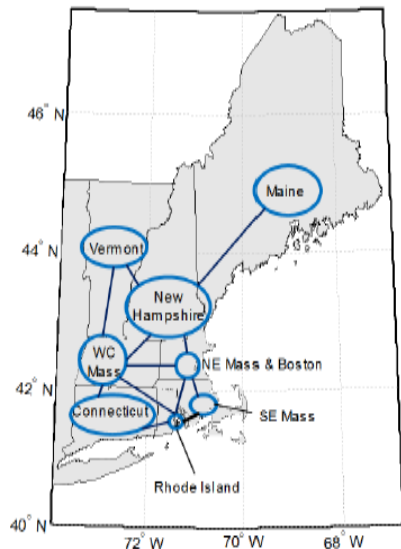 46° N
Maine
44° N
Vermont
New
Hampshire
WC
Mass
NE Mass & Boston
42° N
Connecticut
SE Mass
Rhode Island
40° N
72° W
70° W
68° W